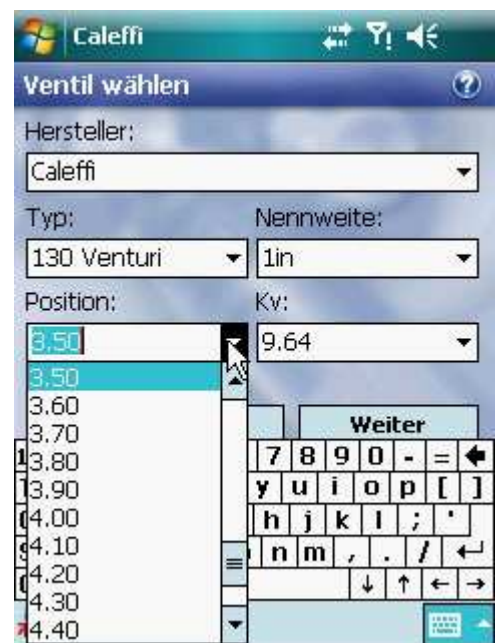 Caleffi
Ventil wählen
Hersteller:
Caleffi
Typ: Nennweite:
130 Venturi 1in
Position: Kv:
3.50 9.64
3.50
3.60
3.70
3.80
3.90
4.00
4.10
4.20
4.30
4.40
Weiter
7 8 9 0 - =
y u i o p [ ]
h j k l ; '
n m , . /